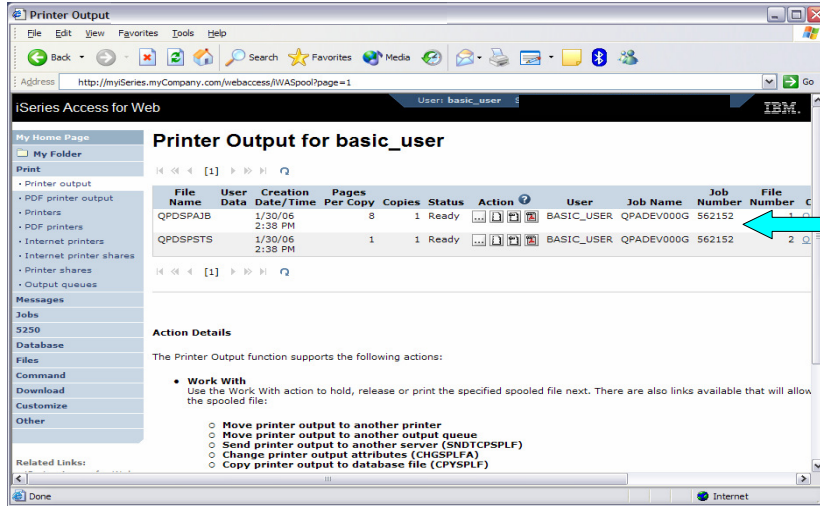 Printer Output
File Edit View Favorites Tools Help
Back Search Favorites Media
Address http://myiSeries.myCompany.com/webaccess/iWASpool?page=1 Go
iSeries Access for Web
User: basic_user
IBM.
My Home Page
My Folder
Print
• Printer output
• PDF printer output
• Printers
• PDF printers
• Internet printers
• Internet printer shares
• Printer shares
• Output queues
Messages
Jobs
5250
Database
Files
Command
Download
Customize
Other
Related Links:
Printer Output for basic_user
[1]
File Name User Data Creation Date/Time Pages Per Copy Copies Status Action ? User Job Name Job Number File Number
QPDSPAJB 1/30/06 2:38 PM 8 1 Ready ... BASIC_USER QPADEV000G 562152 1
QPDSPSTS 1/30/06 2:38 PM 1 1 Ready ... BASIC_USER QPADEV000G 562152 2
[1]
Action Details
The Printer Output function supports the following actions:
• Work With
Use the Work With action to hold, release or print the specified spooled file next. There are also links available that will allow
the spooled file:
○ Move printer output to another printer
○ Move printer output to another output queue
○ Send printer output to another server (SNDTCPSPLF)
○ Change printer output attributes (CHGSPLFA)
○ Copy printer output to database file (CPYSPLF)
Done
Internet